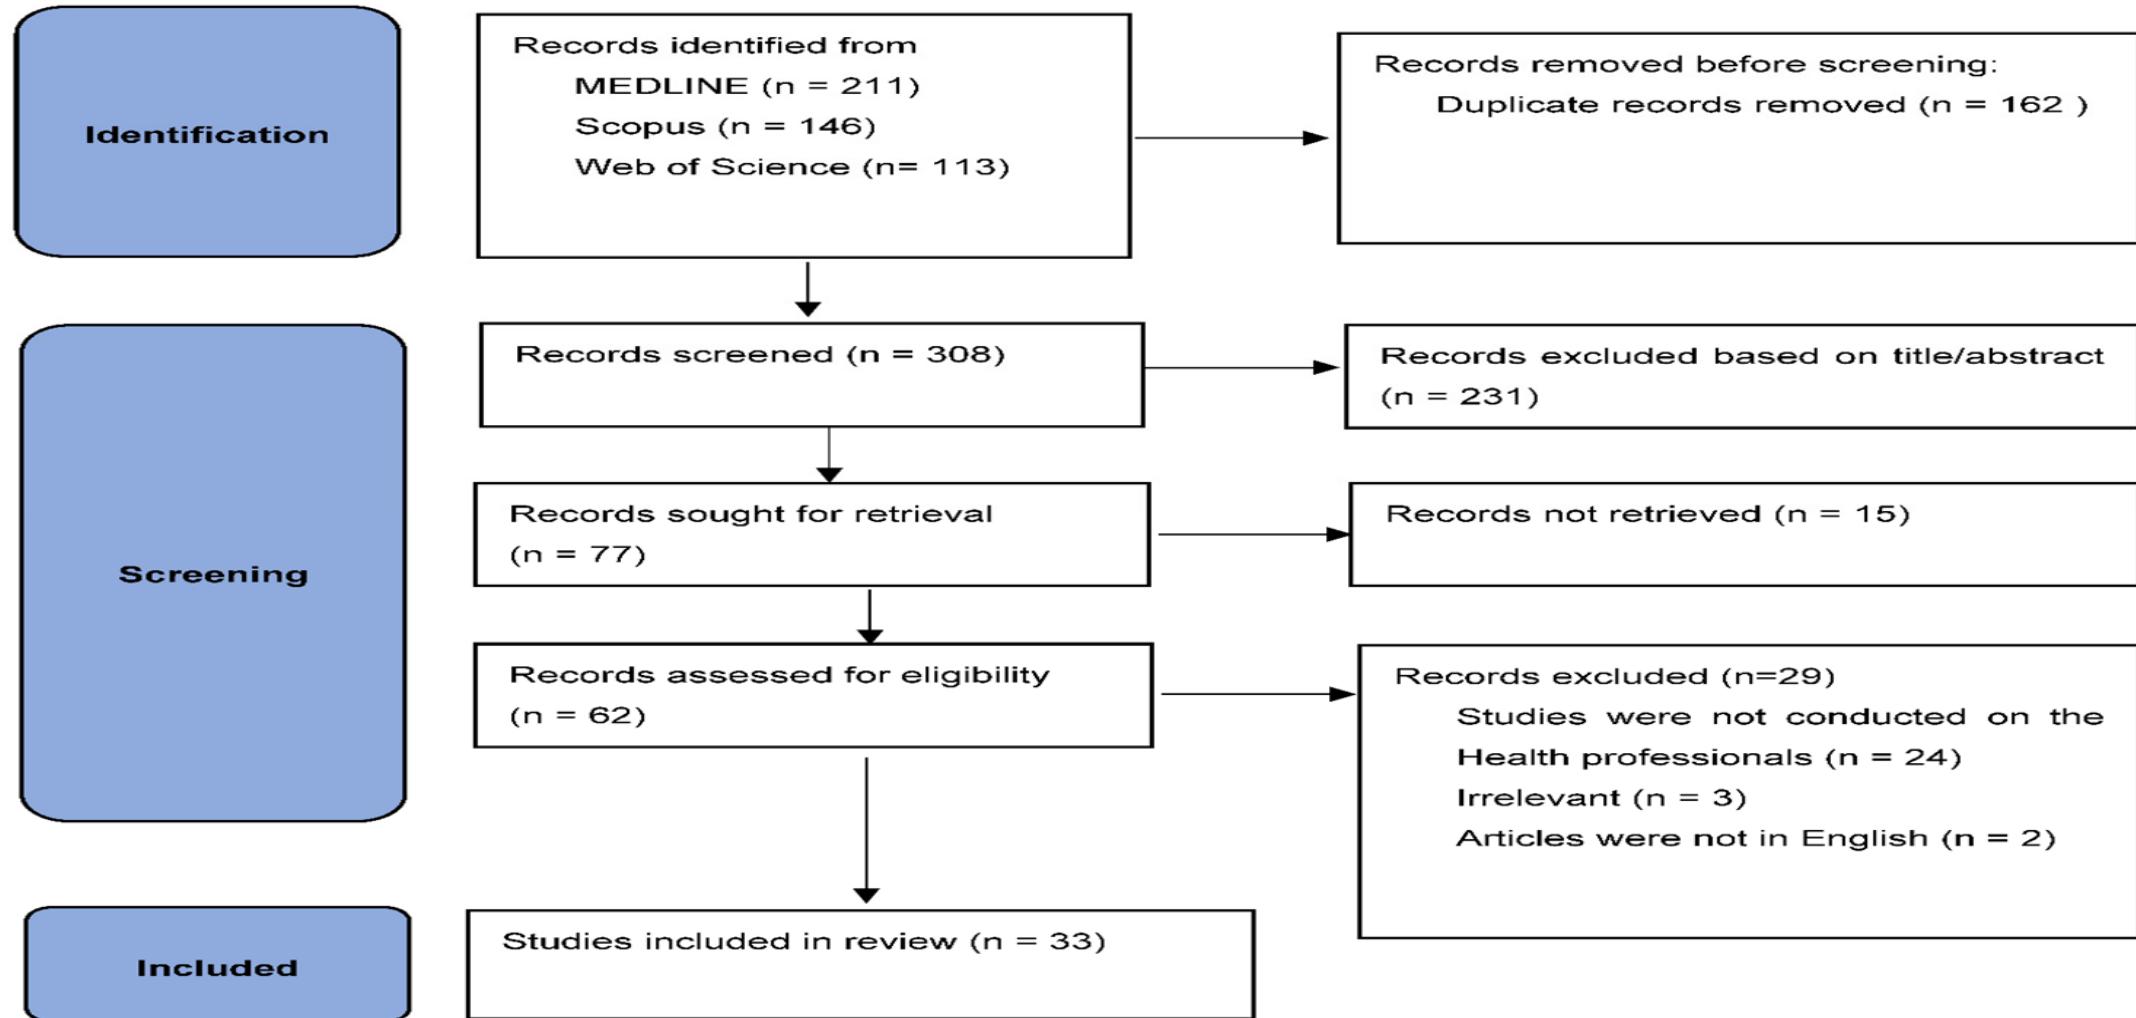 Identification
Records identified from
MEDLINE (n = 211)
Scopus (n = 146)
Web of Science (n= 113)
Records removed before screening:
Duplicate records removed (n = 162 )
Screening
Records screened (n = 308)
Records excluded based on title/abstract
(n = 231)
Records sought for retrieval
(n = 77)
Records not retrieved (n = 15)
Records assessed for eligibility
(n = 62)
Records excluded (n=29)
Studies were not conducted on the
Health professionals (n = 24)
Irrelevant (n = 3)
Articles were not in English (n = 2)
Included
Studies included in review (n = 33)